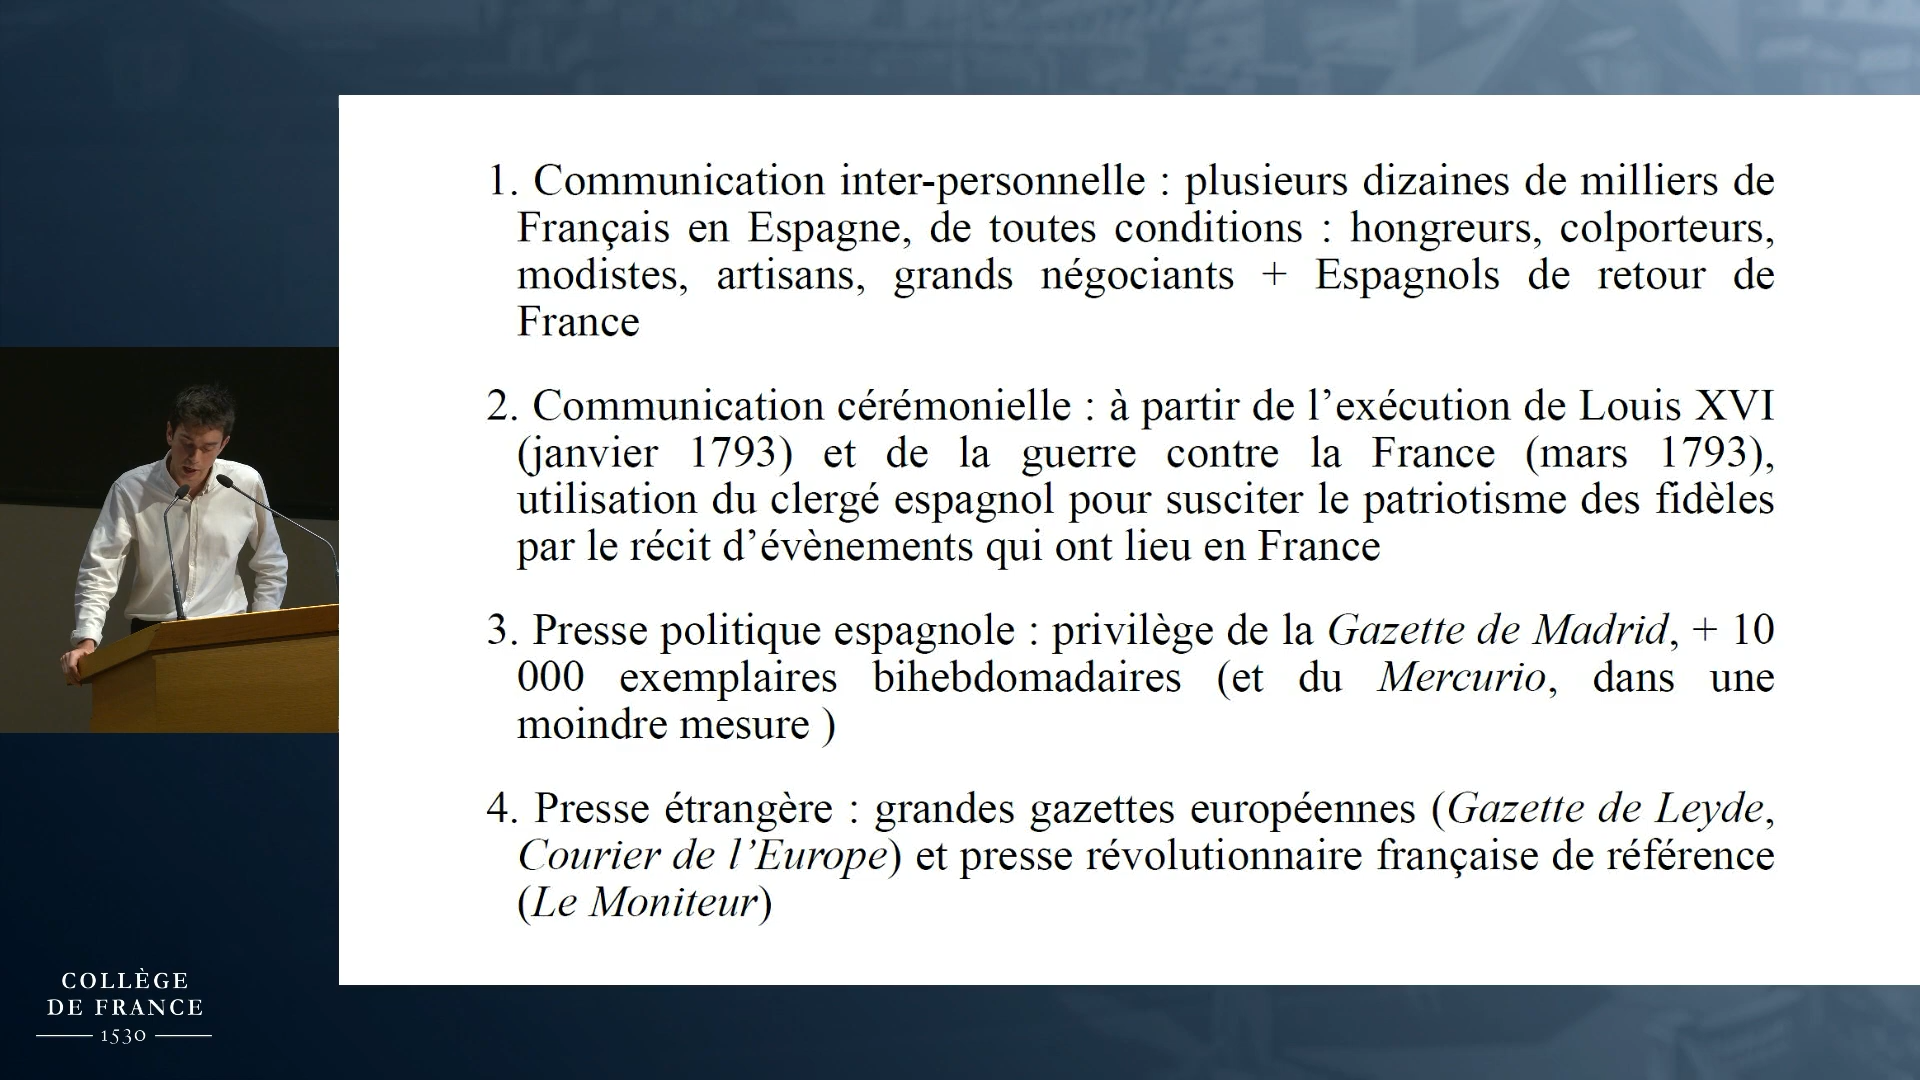 1. Communication inter-personnelle : plusieurs dizaines de milliers de
Français en Espagne, de toutes conditions : hongreurs, colporteurs,
modistes, artisans, grands négociants + Espagnols de retour de
France
2. Communication cérémonielle : à partir de l’exécution de Louis XVI
(janvier 1793) et de la guerre contre la France (mars 1793),
utilisation du clergé espagnol pour susciter le patriotisme des fidèles
par le récit d’évènements qui ont lieu en France
3. Presse politique espagnole : privilège de la Gazette de Madrid, + 10
000 exemplaires bihebdomadaires (et du Mercurio, dans une
moindre mesure )
4. Presse étrangère : grandes gazettes européennes (Gazette de Leyde,
Courier de l’Europe) et presse révolutionnaire française de référence
(Le Moniteur)
COLLÈGE
DE FRANCE
1530